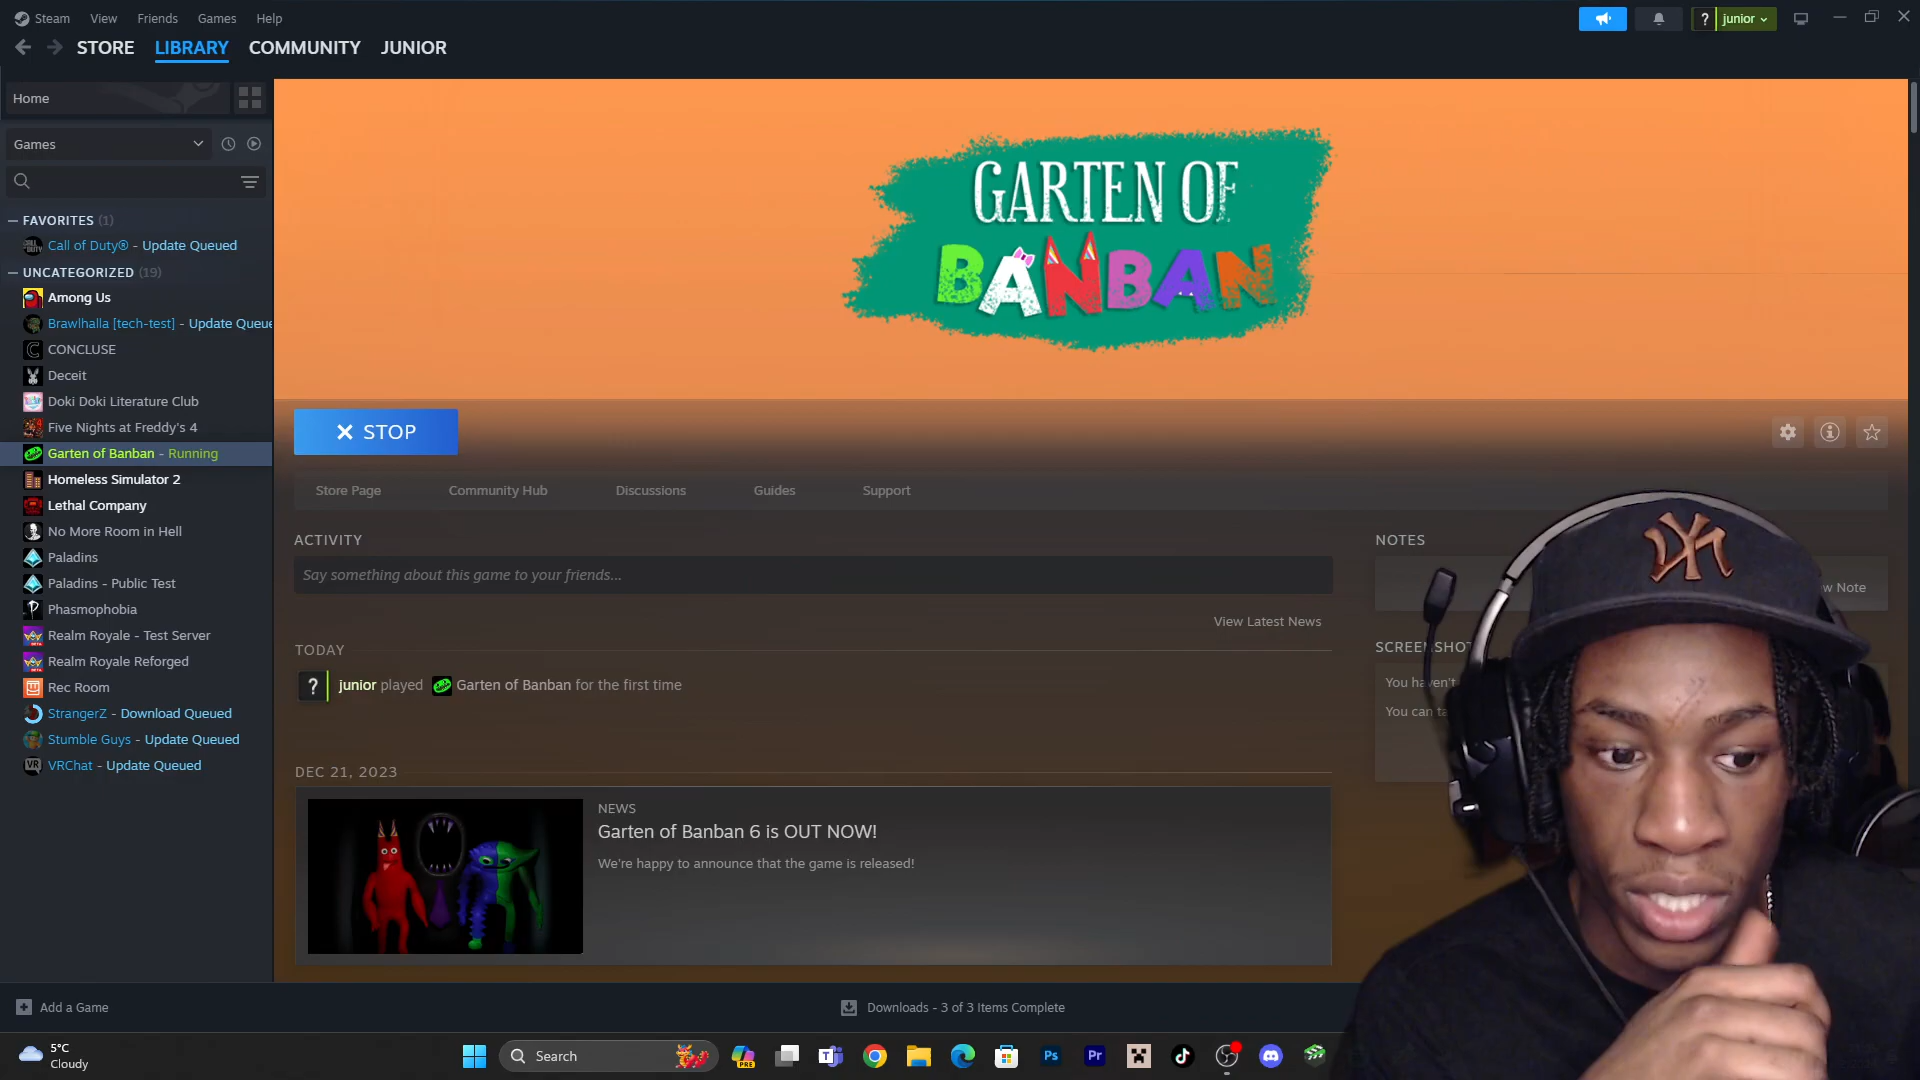 Steam View Friends Games Help
? junior
STORE LIBRARY COMMUNITY JUNIOR
Home
Games
FAVORITES (1)
Call of Duty® - Update Queued
UNCATEGORIZED (19)
Among Us
Brawlhalla [tech-test] - Update Queue
CONCLUSE
Deceit
Doki Doki Literature Club
Five Nights at Freddy's 4
Garten of Banban - Running
Homeless Simulator 2
Lethal Company
No More Room in Hell
Paladins
Paladins - Public Test
Phasmophobia
Realm Royale - Test Server
Realm Royale Reforged
Rec Room
StrangerZ - Download Queued
Stumble Guys - Update Queued
VRChat - Update Queued
GARTEN OF
BANBAN
STOP
Store Page Community Hub Discussions Guides Support
ACTIVITY
Say something about this game to your friends...
View Latest News
TODAY
? junior played Garten of Banban for the first time
DEC 21, 2023
NEWS
Garten of Banban 6 is OUT NOW!
We're happy to announce that the game is released!
NOTES
w Note
SCREENSHOT
You haven't
You can ta
Add a Game
Downloads - 3 of 3 Items Complete
5°C
Cloudy
Search
PRE
Ps
Pr